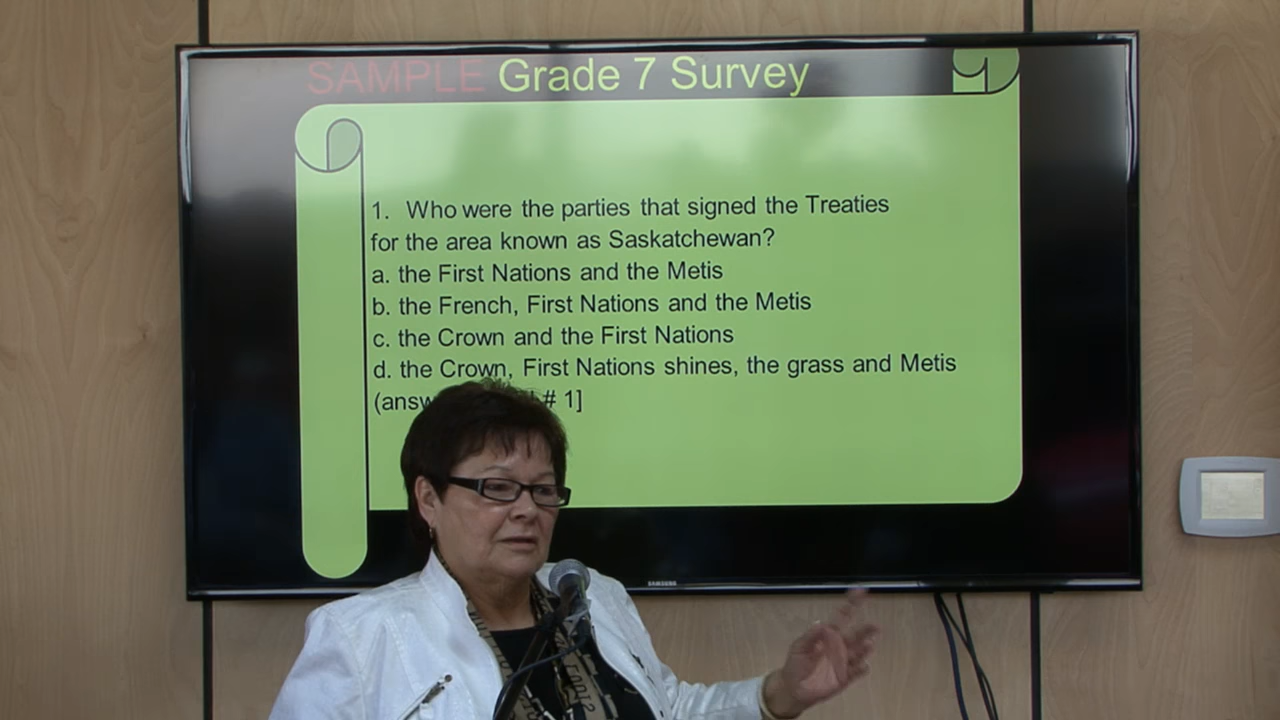 SAMPLE Grade 7 Survey
1. Who were the parties that signed the Treaties
for the area known as Saskatchewan?
a. the First Nations and the Metis
b. the French, First Nations and the Metis
c. the Crown and the First Nations
d. the Crown, First Nations shines, the grass and Metis
# 1]
SAMSUNG